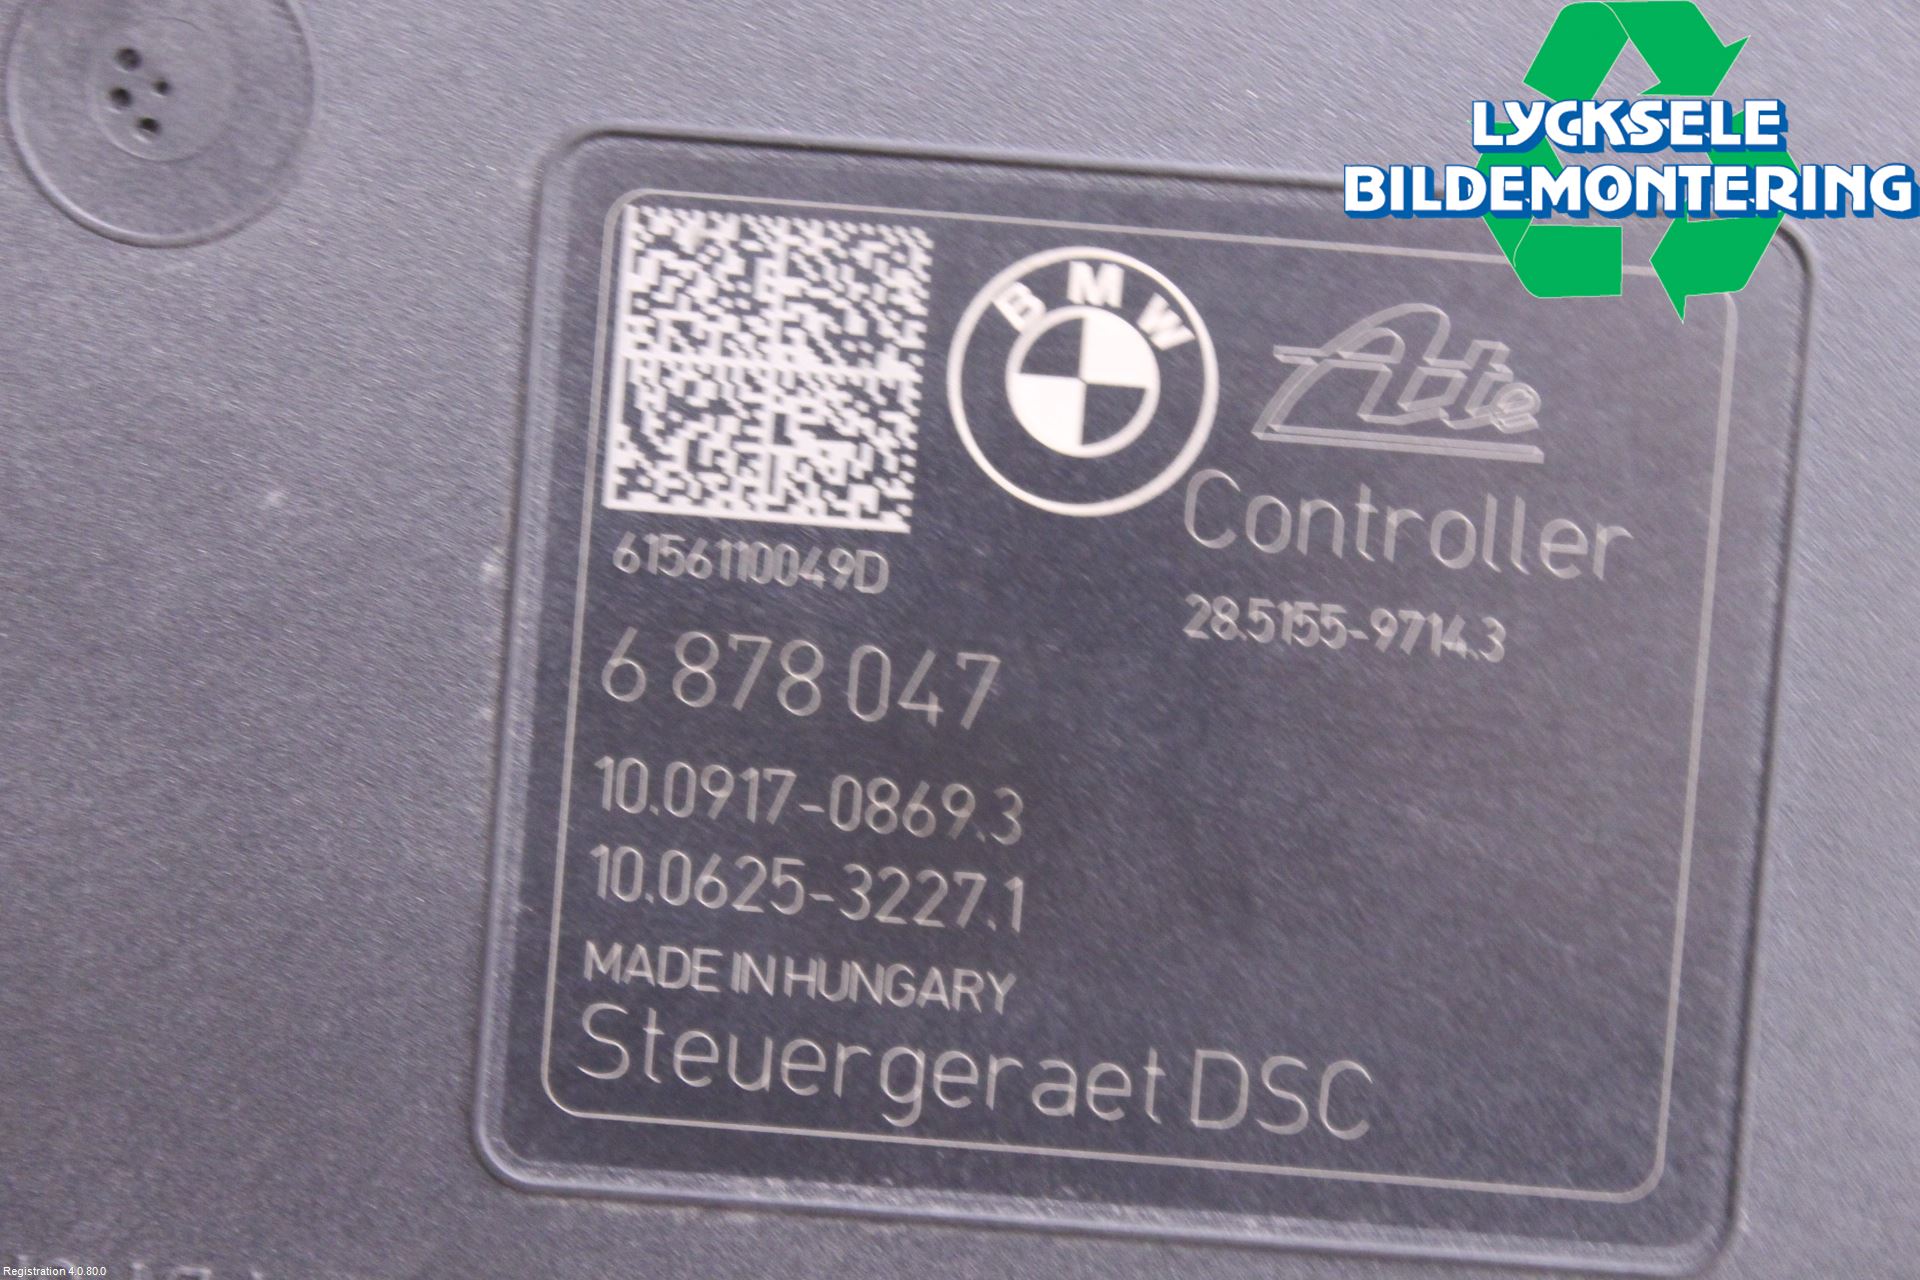 LYCKSELE
BILDEMONTERING
BMW
Ate
Controller
28.5155-9714.3
6156110049D
6 878 047
10.0917-0869.3
10.0625-3227.1
MADE IN HUNGARY
Steuergeraet DSC
Registration 4.0.80.0